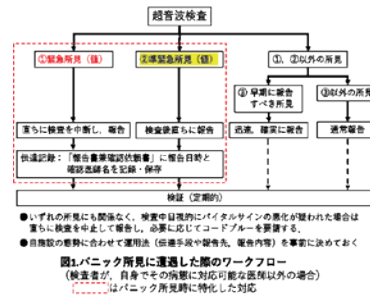 超音波検査
①緊急所見（値）
②準緊急所見（値）
①，②以外の所見
③早期に報告
すべき所見
③以外の所見
直ちに検査を中断し、報告
検査後直ちに報告
迅速，確実に報告
通常報告
伝達記録：「報告書兼確認依頼書」に報告日時と
確認医師名を記録・保存
検証（定期的）
●いずれの所見にも関係なく、検査中目視的にバイタルサインの悪化が疑われた場合は
直ちに検査を中止して報告し、必要に応じてコードブルーを要請する。
●自施設の態勢に合わせて運用法（伝達手段や報告先、報告内容）を事前に決めておく
図1.パニック所見に遭遇した際のワークフロー
（検査者が，自身でその病態に対応可能な医師以外の場合）
はパニック所見時に特化した対応